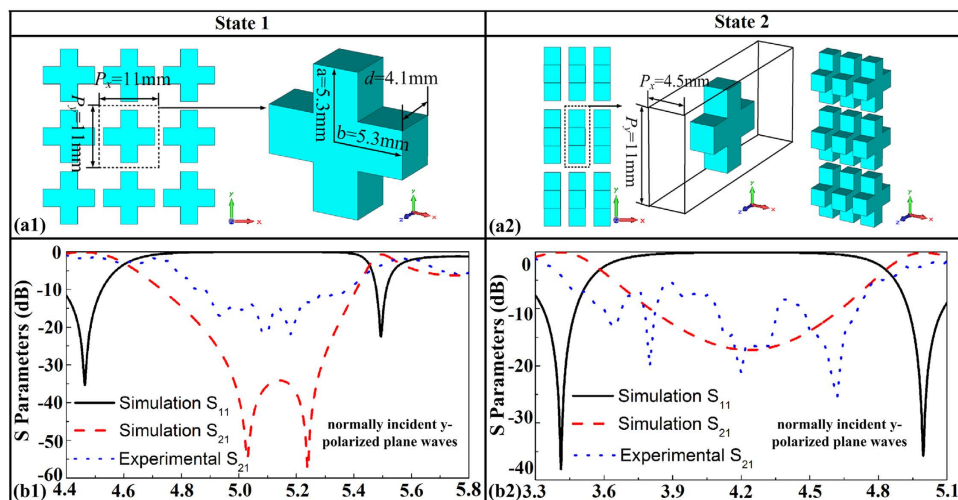 State 1
State 2
Pₓ=11mm
Pᵧ=11mm
a=5.3mm
b=5.3mm
d=4.1mm
y
x
z
(a1)
Pₓ=4.5mm
Pᵧ=11mm
y
x
z
(a2)
S Parameters (dB)
0
-10
-20
-30
-40
-50
-60
4.4 4.6 4.8 5.0 5.2 5.4 5.6 5.8
Simulation S₁₁
Simulation S₂₁
Experimental S₂₁
normally incident y-
polarized plane waves
(b1)
S Parameters (dB)
0
-10
-20
-30
-40
3.3 3.6 3.9 4.2 4.5 4.8 5.1
Simulation S₁₁
Simulation S₂₁
Experimental S₂₁
normally incident y-
polarized plane waves
(b2)